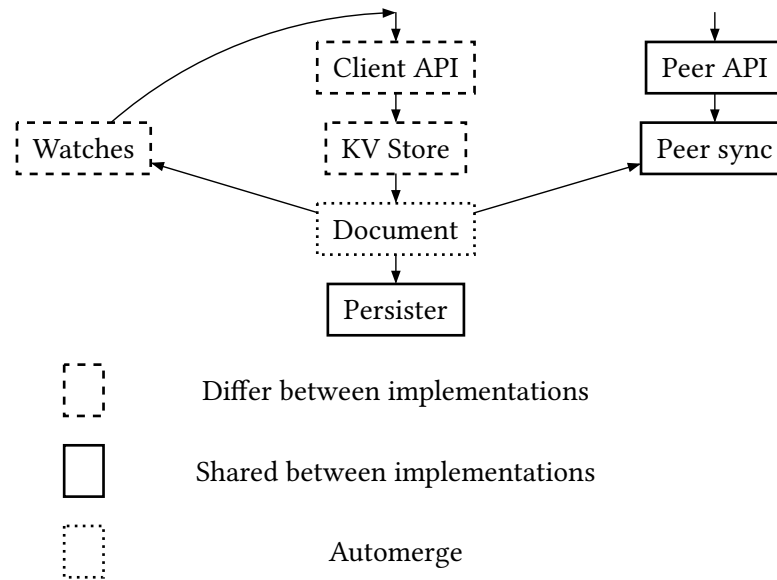 Client API
Peer API
Watches
KV Store
Peer sync
Document
Persister
Differ between implementations
Shared between implementations
Automerge